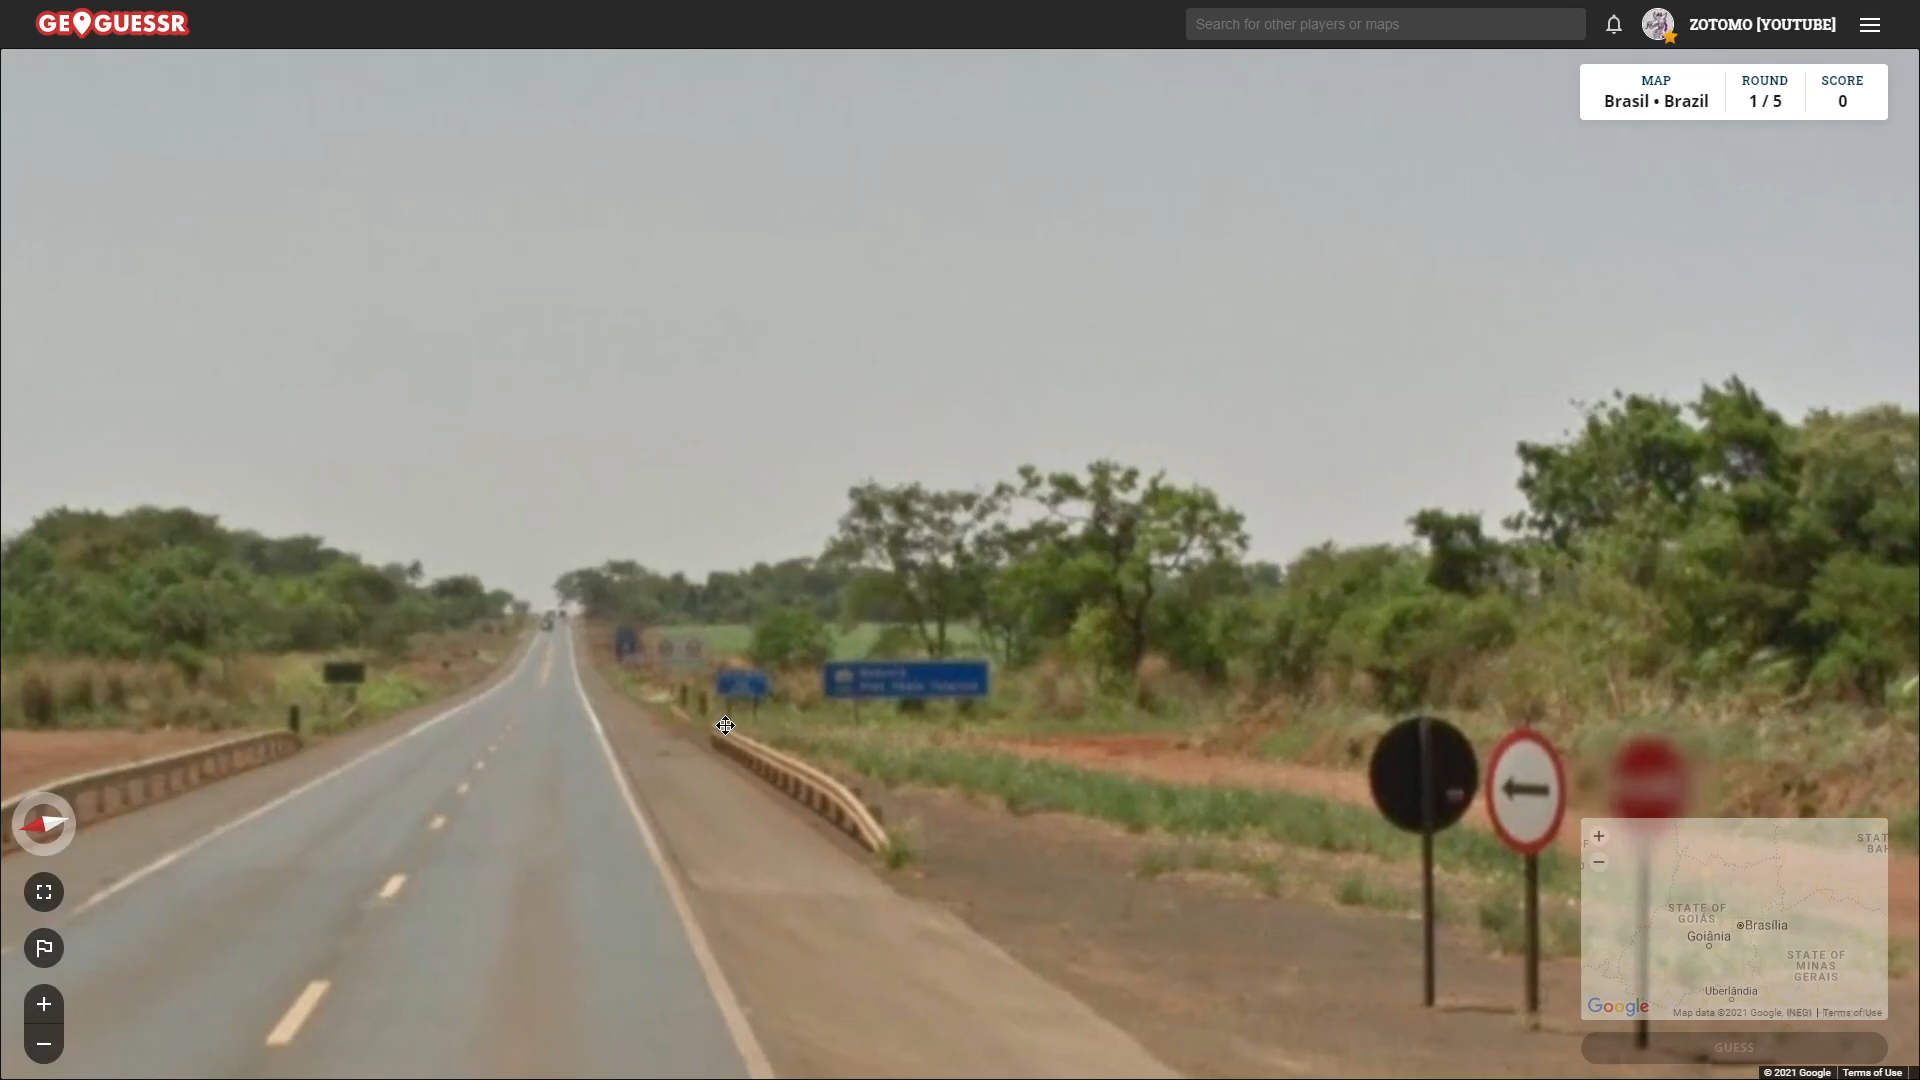 GEOGUESSR
Search for other players or maps
ZOTOMO [YOUTUBE]
MAP
Brasil • Brazil
ROUND
1 / 5
SCORE
0
STATE OF
GOIÁS
Brasília
Goiânia
STATE OF
MINAS
GERAIS
Uberlândia
Google
Map data ©2021 Google, INEGI
Terms of Use
GUESS
© 2021 Google
Terms of Use